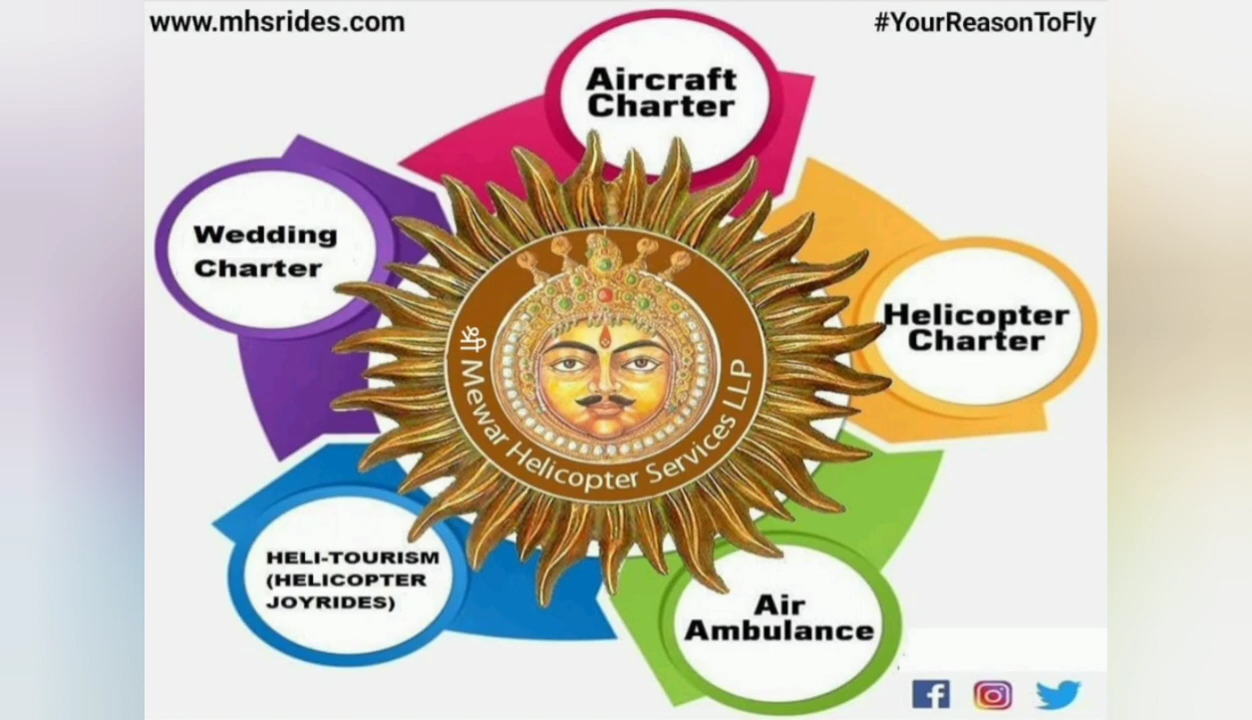 www.mhsrides.com
#YourReasonToFly
Aircraft
Charter
Wedding
Charter
Helicopter
Charter
श्री Mewar Helicopter Services LLP
HELI-TOURISM
(HELICOPTER
JOYRIDES)
Air
Ambulance